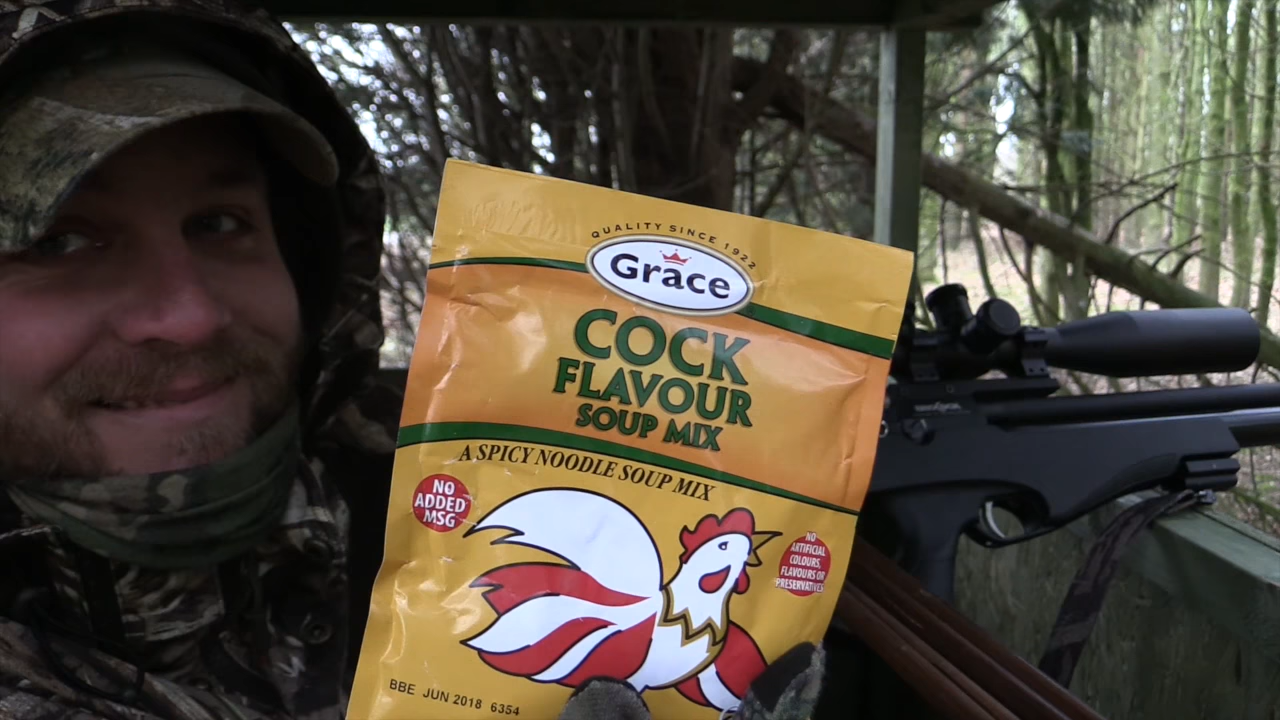 QUALITY SINCE 1922
Grace
COCK
FLAVOUR
SOUP MIX
A SPICY NOODLE SOUP MIX
NO
ADDED
MSG
NO
ARTIFICIAL
COLOURS,
FLAVOURS OR
PRESERVATIVES
BBE JUN 2018 6354